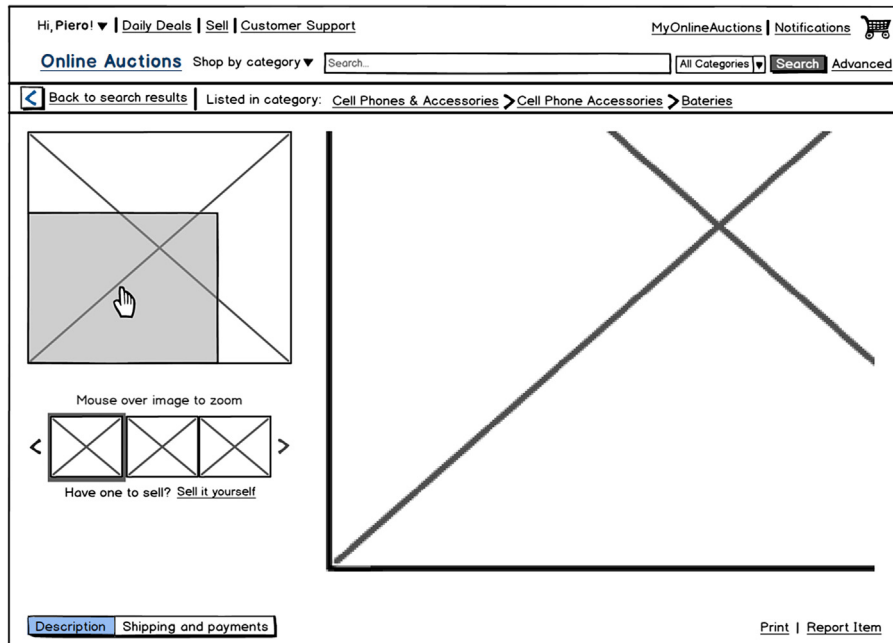 Hi, Piero! ▼ | Daily Deals | Sell | Customer Support
MyOnlineAuctions | Notifications
Online Auctions Shop by category ▼ Search... All Categories ▼ Search Advanced
Back to search results | Listed in category: Cell Phones & Accessories > Cell Phone Accessories > Bateries
Mouse over image to zoom
Have one to sell? Sell it yourself
Description Shipping and payments
Print | Report Item